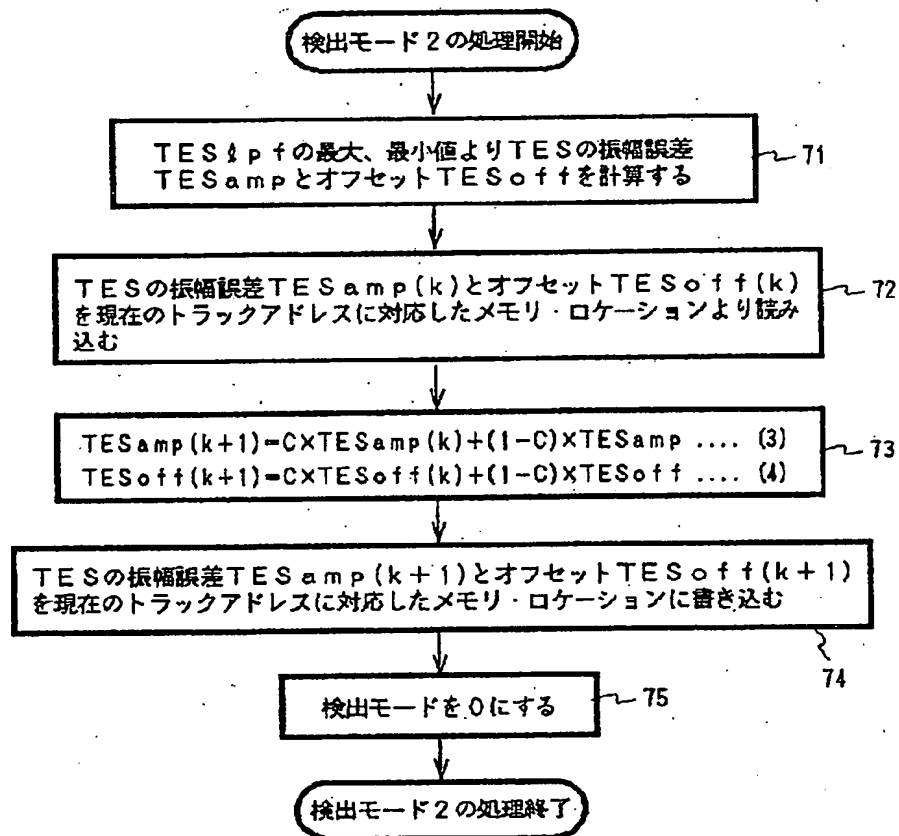 検出モード2の処理開始
TESℓpfの最大、最小値よりTESの振幅誤差
TESampとオフセットTESoffを計算する
71
TESの振幅誤差TESamp(k)とオフセットTESoff(k)
を現在のトラックアドレスに対応したメモリ・ロケーションより読み
込む
72
TESamp(k+1)=C×TESamp(k)+(1-C)×TESamp .... (3)
TESoff(k+1)=C×TESoff(k)+(1-C)×TESoff .... (4)
73
TESの振幅誤差TESamp(k+1)とオフセットTESoff(k+1)
を現在のトラックアドレスに対応したメモリ・ロケーションに書き込む
74
検出モードを0にする
75
検出モード2の処理終了